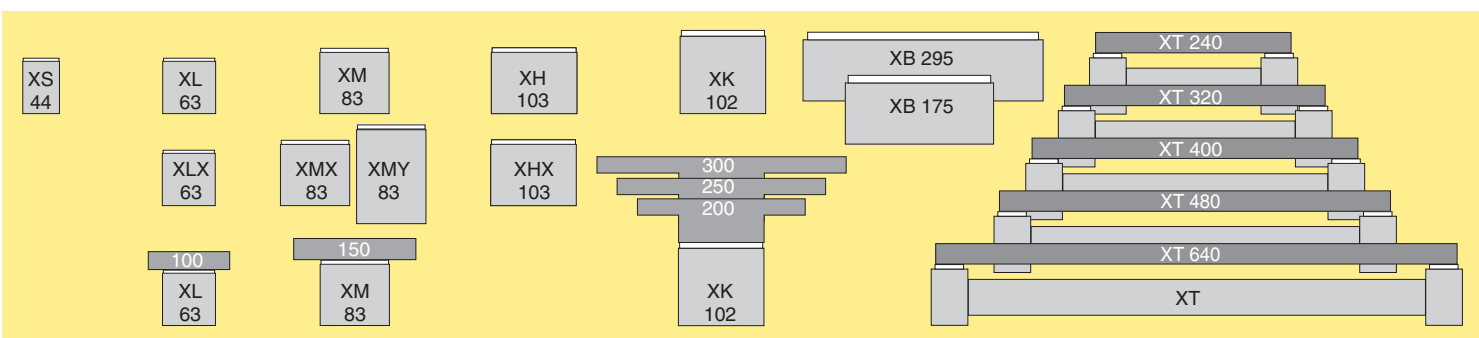 XS
44
XL
63
XM
83
XH
103
XK
102
XB 295
XB 175
XT 240
XT 320
XT 400
XT 480
XT 640
XT
XLX
63
XMX
83
XMY
83
XHX
103
300
250
200
100
XL
63
150
XM
83
XK
102